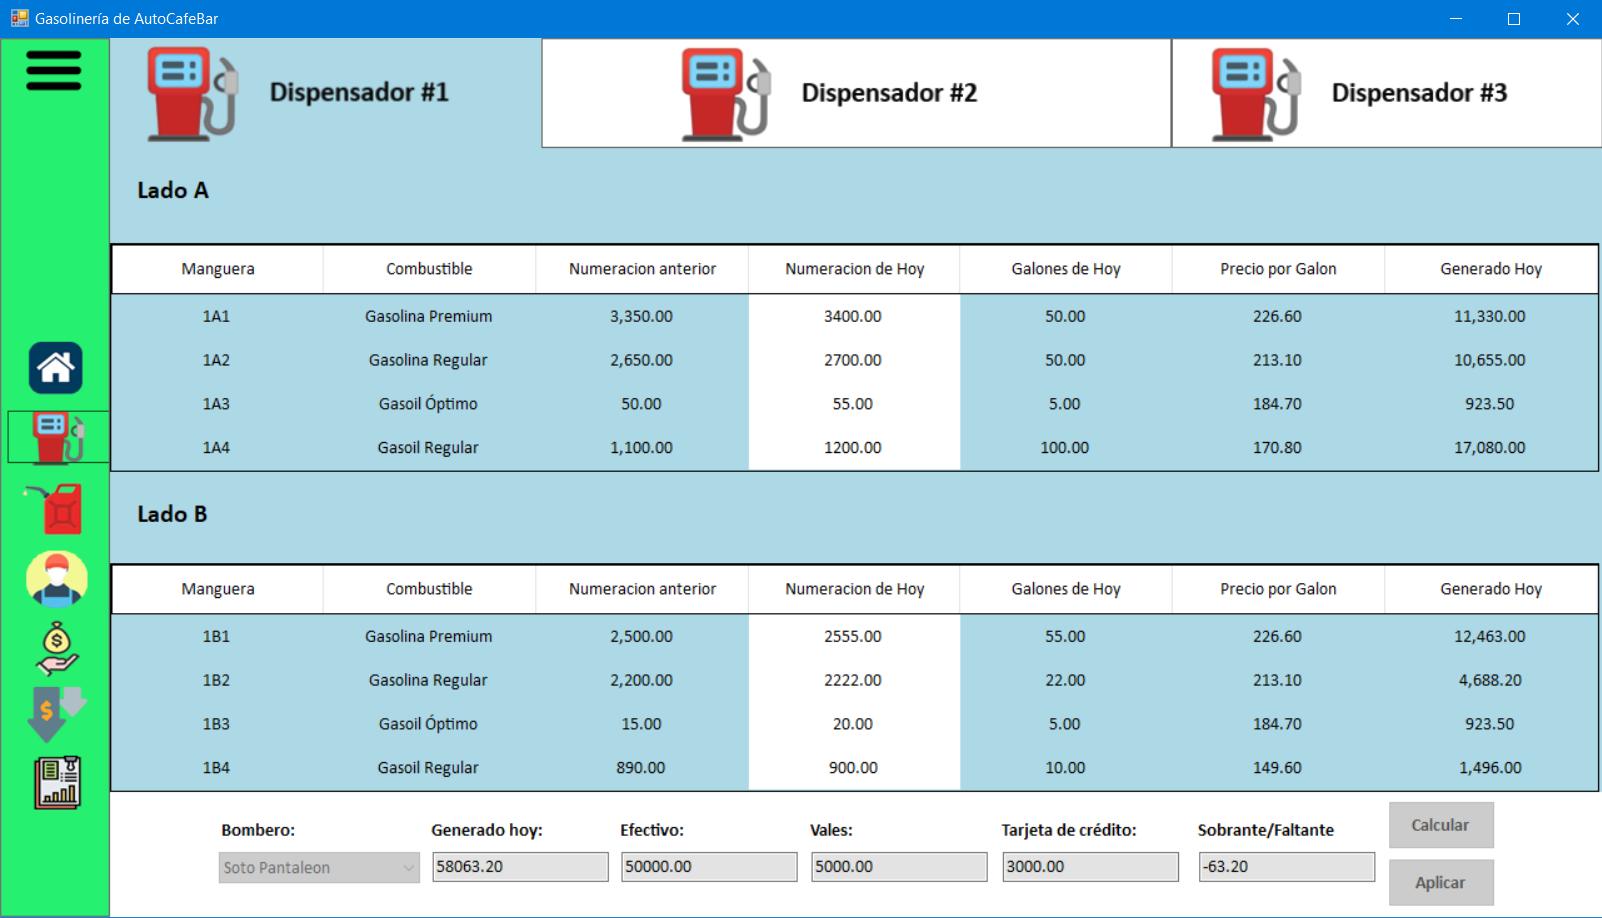 Gasolinería de AutoCafeBar
Dispensador #1 Dispensador #2 Dispensador #3
Lado A
Manguera Combustible Numeracion anterior Numeracion de Hoy Galones de Hoy Precio por Galon Generado Hoy
1A1 Gasolina Premium 3,350.00 3400.00 50.00 226.60 11,330.00
1A2 Gasolina Regular 2,650.00 2700.00 50.00 213.10 10,655.00
1A3 Gasoil Óptimo 50.00 55.00 5.00 184.70 923.50
1A4 Gasoil Regular 1,100.00 1200.00 100.00 170.80 17,080.00
Lado B
Manguera Combustible Numeracion anterior Numeracion de Hoy Galones de Hoy Precio por Galon Generado Hoy
1B1 Gasolina Premium 2,500.00 2555.00 55.00 226.60 12,463.00
1B2 Gasolina Regular 2,200.00 2222.00 22.00 213.10 4,688.20
1B3 Gasoil Óptimo 15.00 20.00 5.00 184.70 923.50
1B4 Gasoil Regular 890.00 900.00 10.00 149.60 1,496.00
Bombero: Generado hoy: Efectivo: Vales: Tarjeta de crédito: Sobrante/Faltante Calcular
Soto Pantaleon 58063.20 50000.00 5000.00 3000.00 -63.20 Aplicar